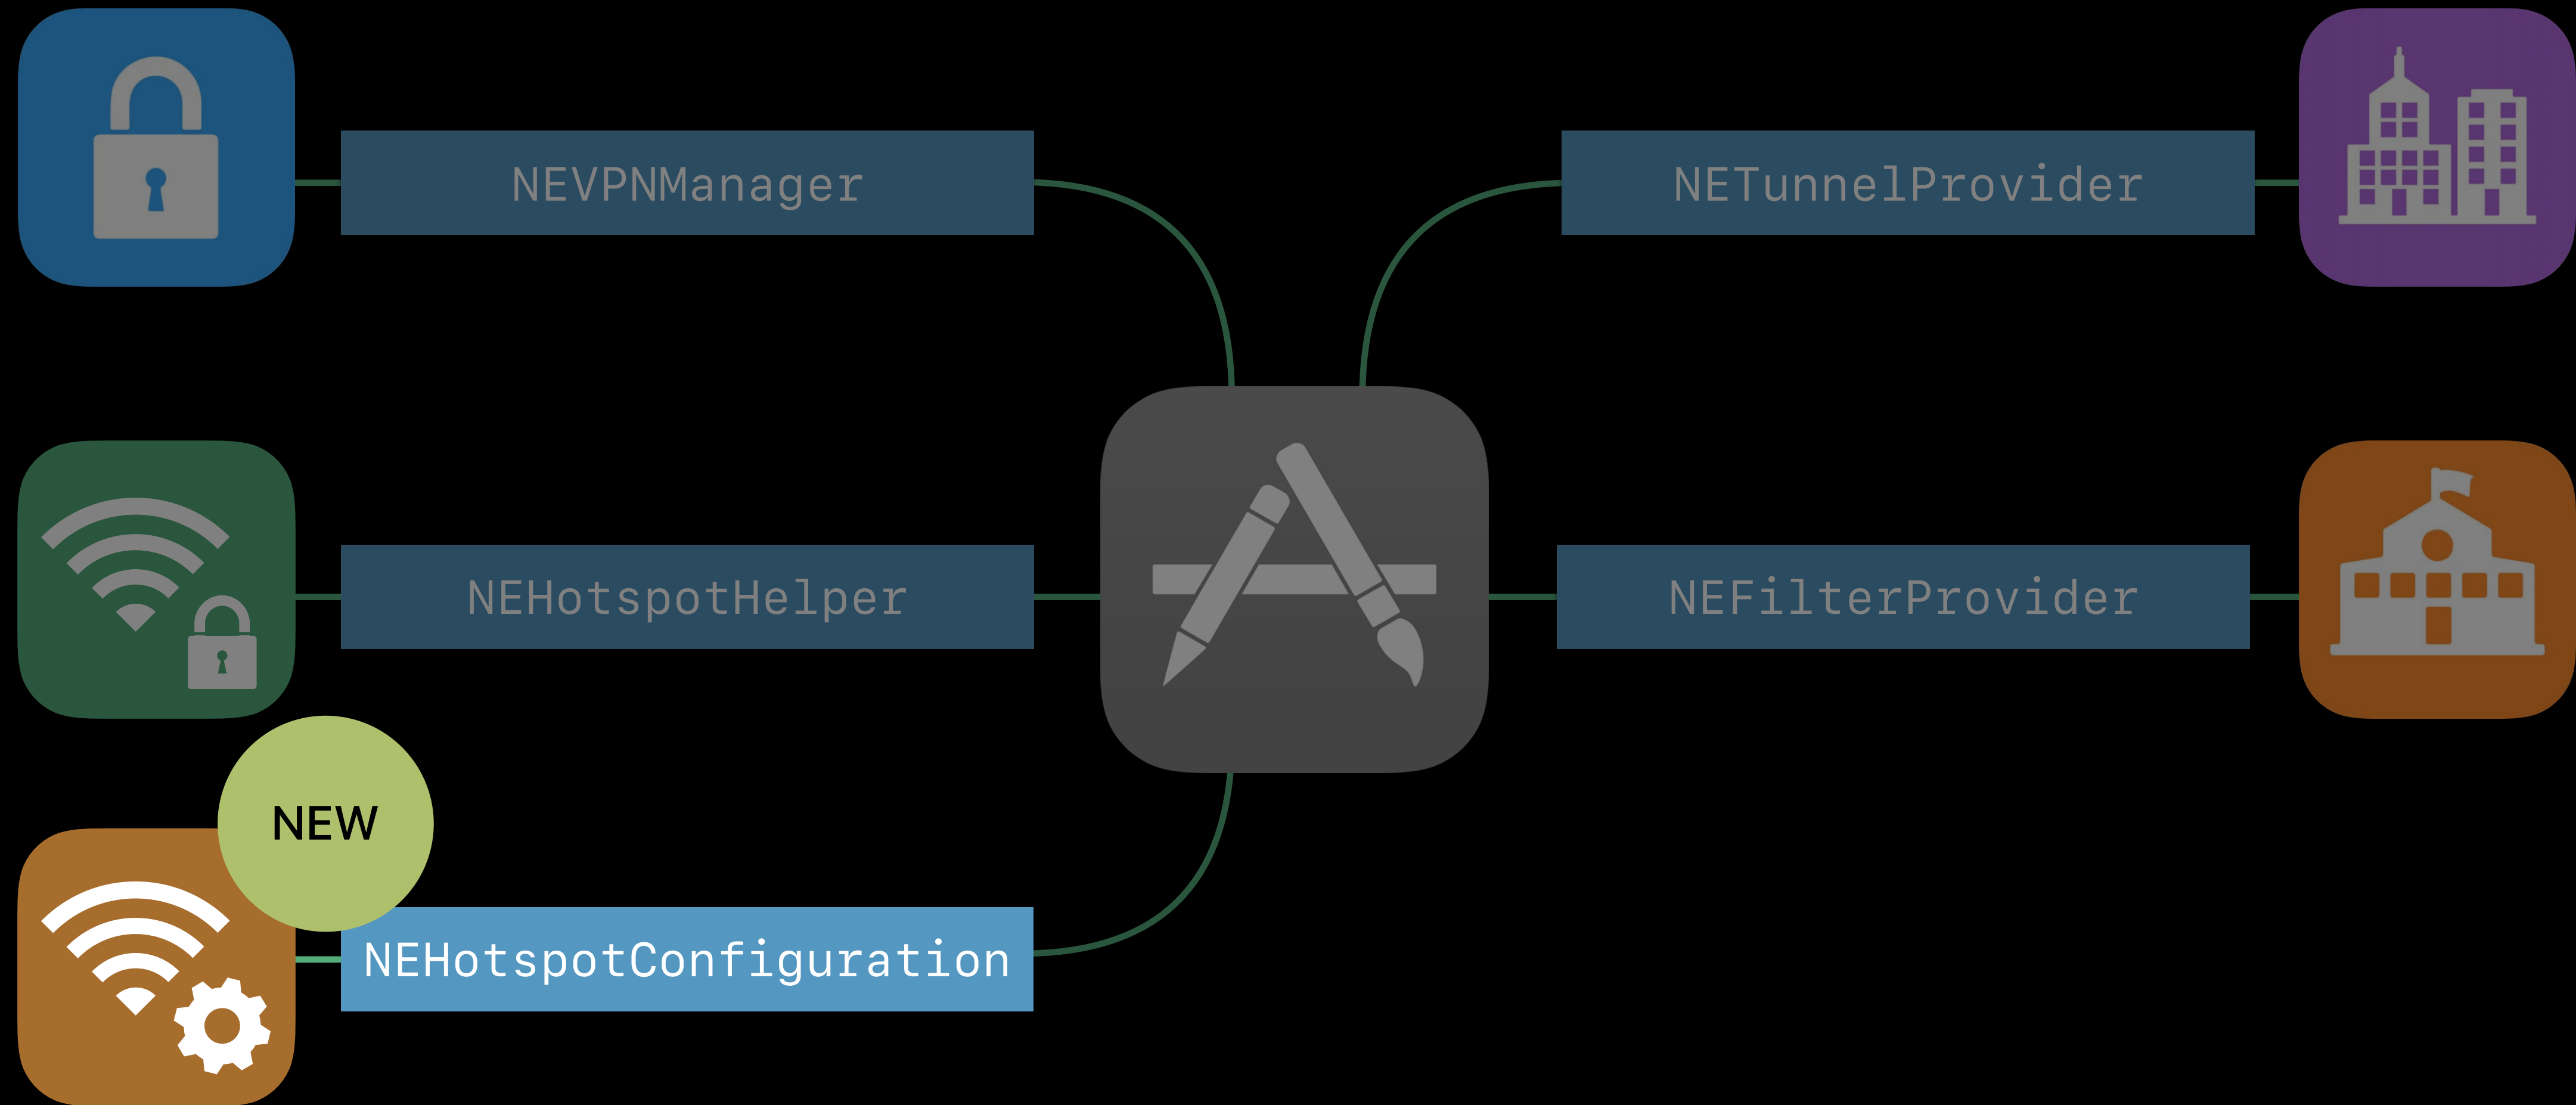 NEVPNManager
NETunnelProvider
NEHotspotHelper
NEFilterProvider
NEW
NEHotspotConfiguration